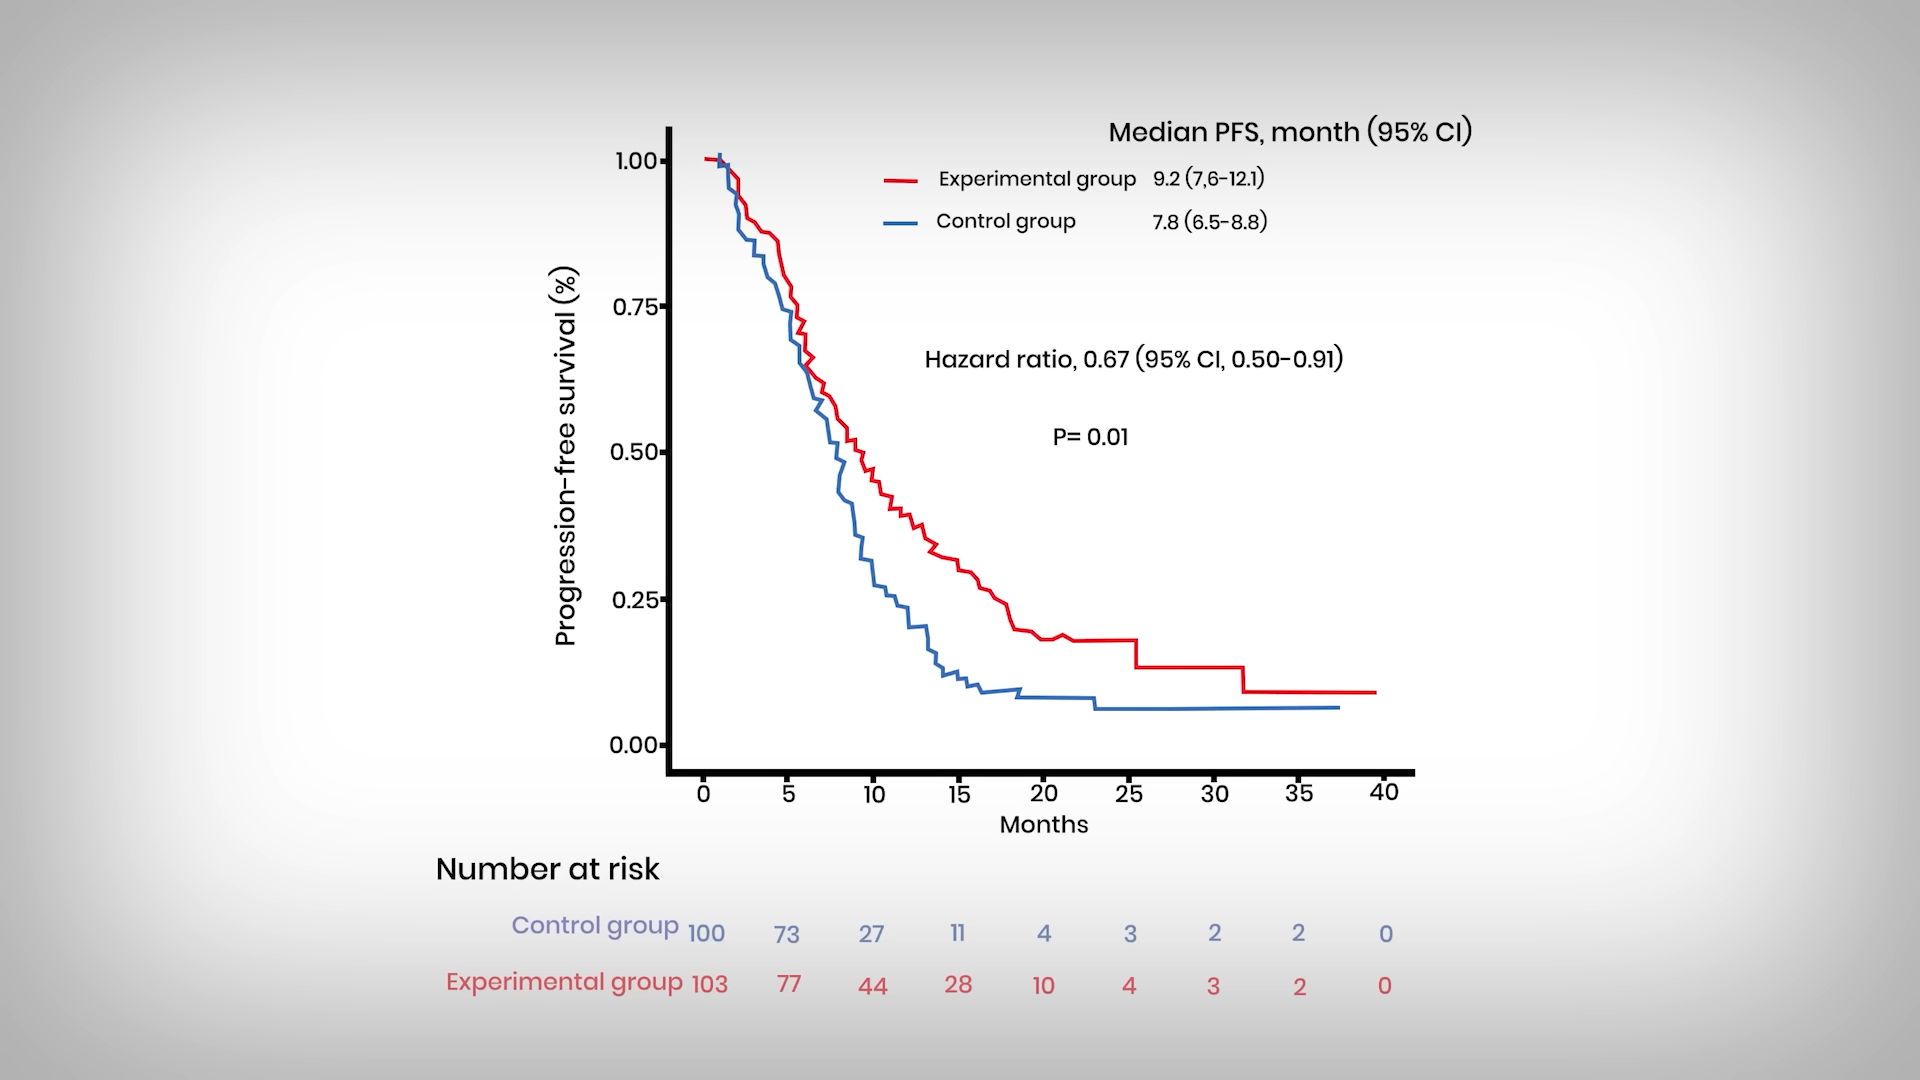 Median PFS, month (95% CI)
Experimental group 9.2 (7,6-12.1)
Control group 7.8 (6.5-8.8)
Hazard ratio, 0.67 (95% CI, 0.50-0.91)
P= 0.01
Progression-free survival (%)
1.00
0.75
0.50
0.25
0.00
0 5 10 15 20 25 30 35 40
Months
Number at risk
Control group 100 73 27 11 4 3 2 2 0
Experimental group 103 77 44 28 10 4 3 2 0